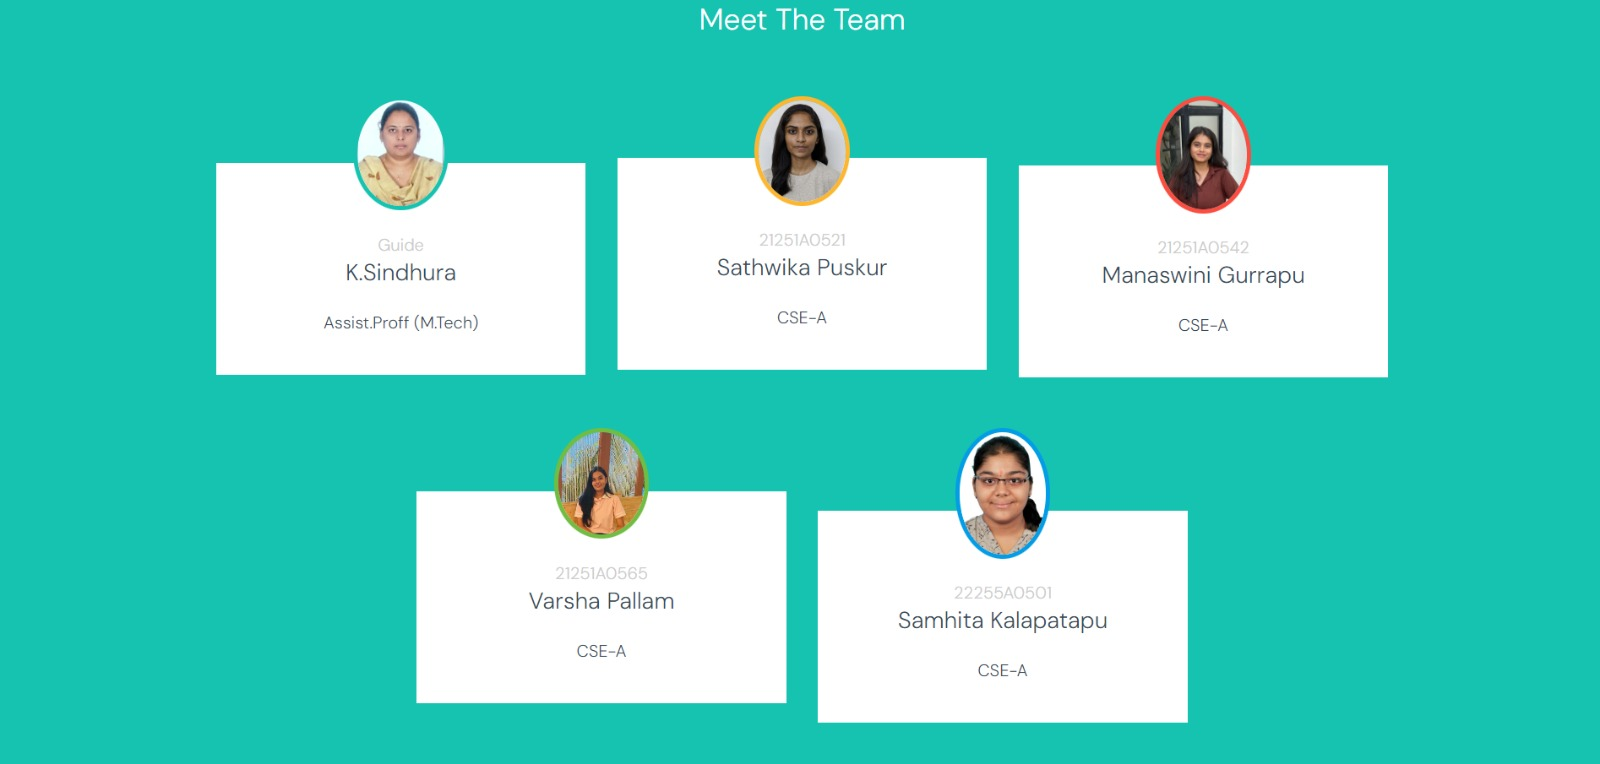 Meet The Team
Guide
K.Sindhura
Assist.Proff (M.Tech)
21251A0521
Sathwika Puskur
CSE-A
21251A0542
Manaswini Gurrapu
CSE-A
21251A0565
Varsha Pallam
CSE-A
22255A0501
Samhita Kalapatapu
CSE-A